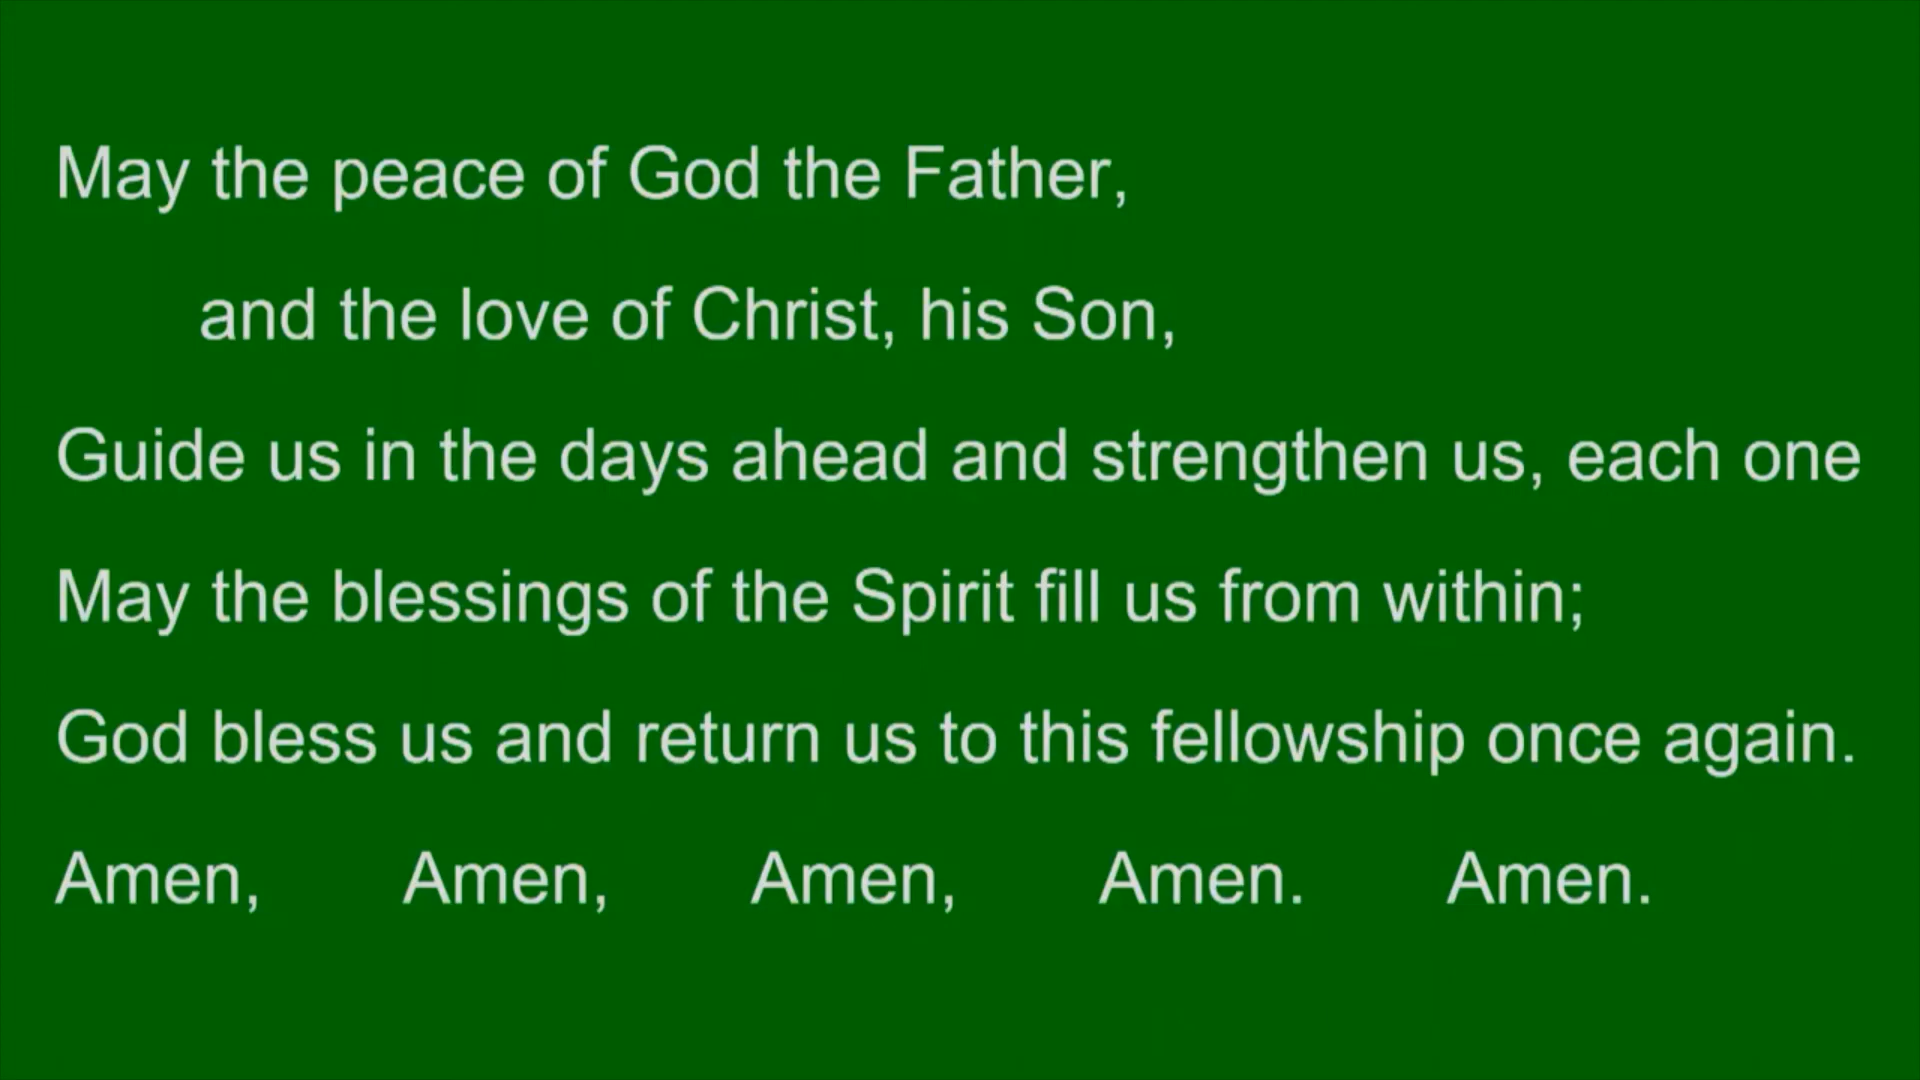 May the peace of God the Father,
and the love of Christ, his Son,
Guide us in the days ahead and strengthen us, each one
May the blessings of the Spirit fill us from within;
God bless us and return us to this fellowship once again.
Amen, Amen, Amen, Amen. Amen.